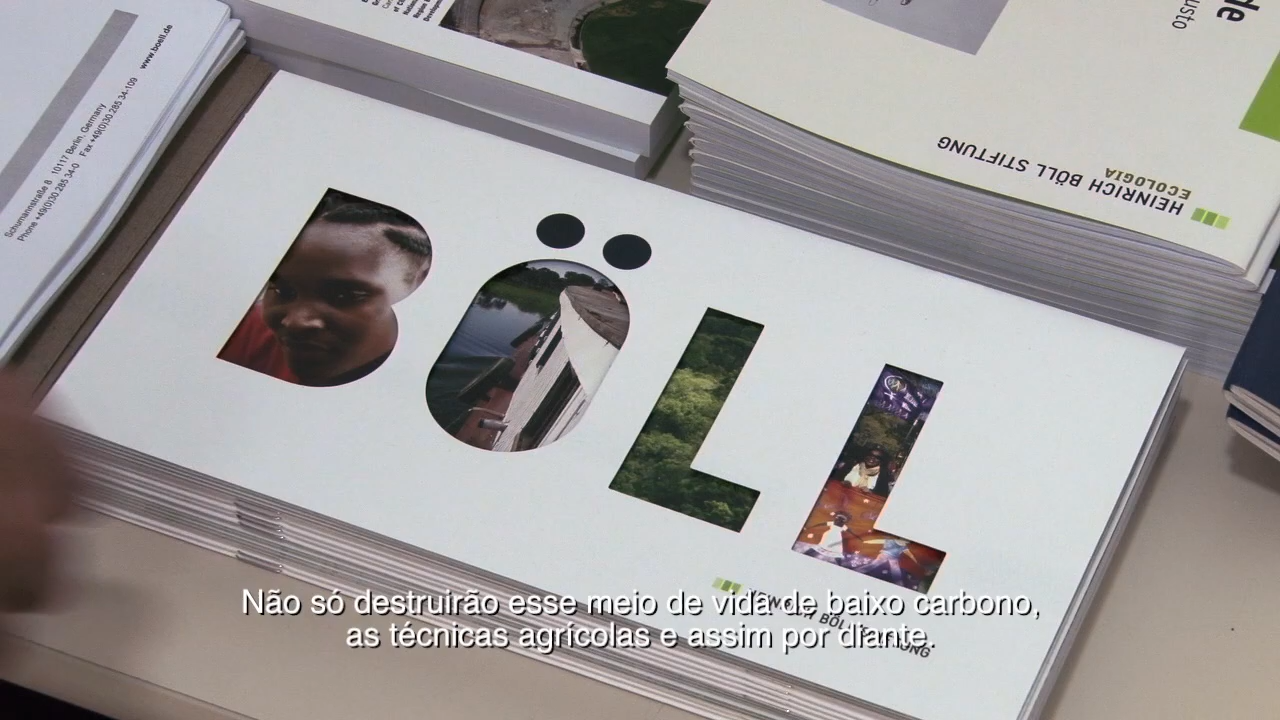 www.boell.de
Schumannstraße 8 10117 Berlin, Germany
Phone +49(0)30.285 34-0 Fax +49(0)30.285 34-109
de
usto
HEINRICH BÖLL STIFTUNG
ECOLOGIA
BÖLL
Não só destruirão esse meio de vida de baixo carbono,
as técnicas agrícolas e assim por diante.